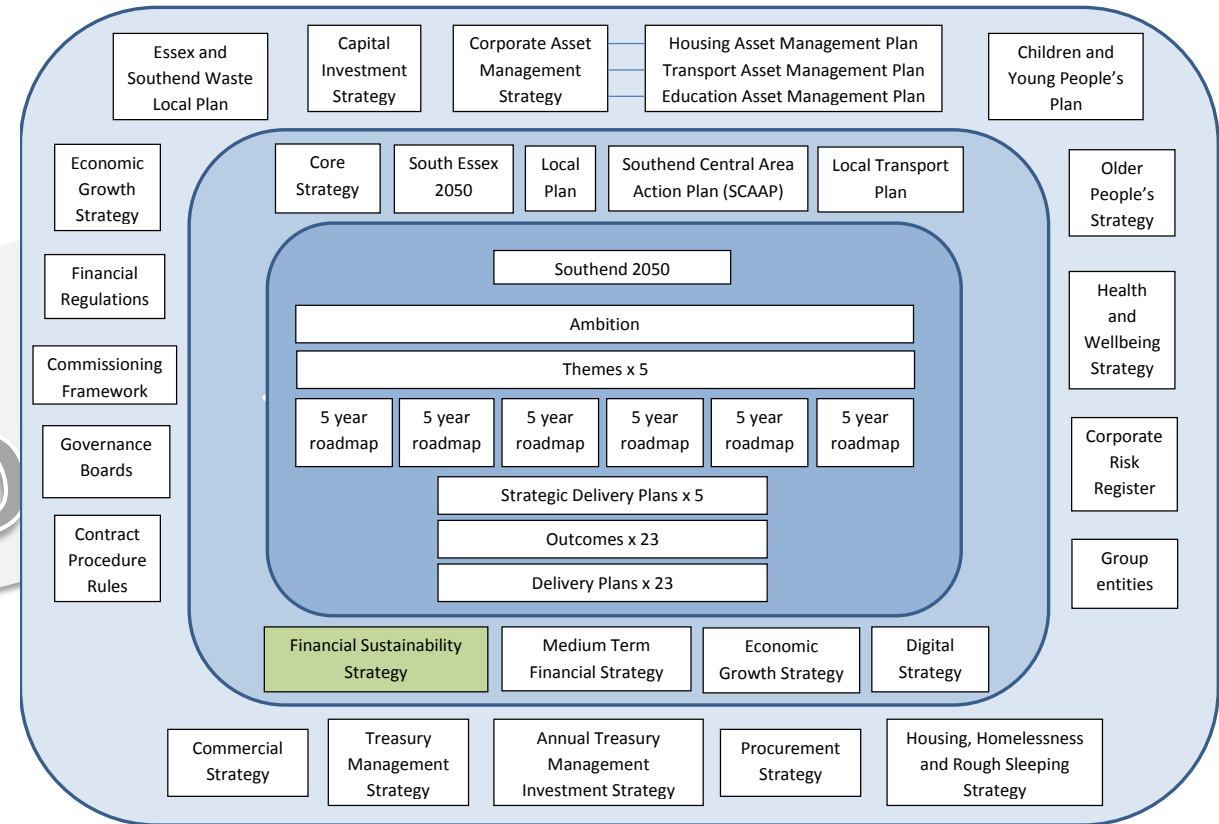 Essex and
Southend Waste
Local Plan
Capital
Investment
Strategy
Corporate Asset
Management
Strategy
Housing Asset Management Plan
Transport Asset Management Plan
Education Asset Management Plan
Children and
Young People's
Plan
Economic
Growth
Strategy
Financial
Regulations
Commissioning
Framework
Governance
Boards
Contract
Procedure
Rules
Core
Strategy
South Essex
2050
Local
Plan
Southend Central Area
Action Plan (SCAAP)
Local Transport
Plan
Southend 2050
Ambition
Themes x 5
5 year
roadmap
5 year
roadmap
5 year
roadmap
5 year
roadmap
5 year
roadmap
5 year
roadmap
Strategic Delivery Plans x 5
Outcomes x 23
Delivery Plans x 23
Financial Sustainability
Strategy
Medium Term
Financial Strategy
Economic
Growth Strategy
Digital
Strategy
Older
People's
Strategy
Health
and
Wellbeing
Strategy
Corporate
Risk
Register
Group
entities
Commercial
Strategy
Treasury
Management
Strategy
Annual Treasury
Management
Investment Strategy
Procurement
Strategy
Housing, Homelessness
and Rough Sleeping
Strategy